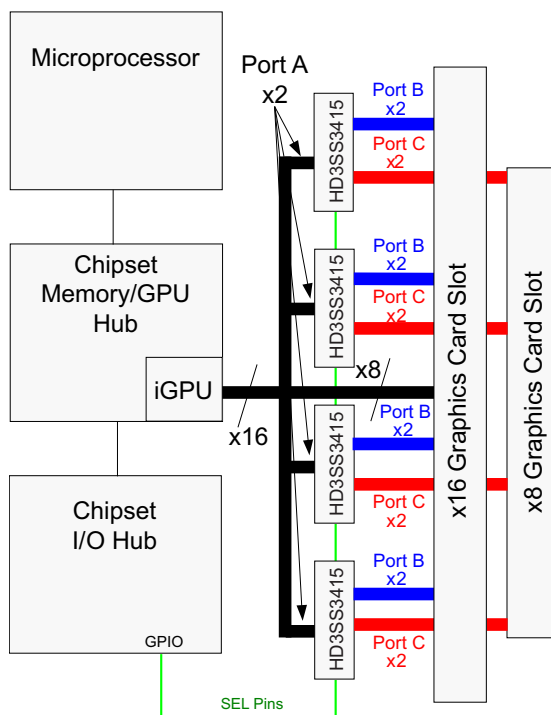 Microprocessor
Chipset
Memory/GPU
Hub
iGPU
Chipset
I/O Hub
GPIO
x16
Port A
x2
x8
HD3SS3415
Port B
x2
Port C
x2
HD3SS3415
Port B
x2
Port C
x2
HD3SS3415
Port B
x2
Port C
x2
HD3SS3415
Port B
x2
Port C
x2
x16 Graphics Card Slot
x8 Graphics Card Slot
SEL Pins